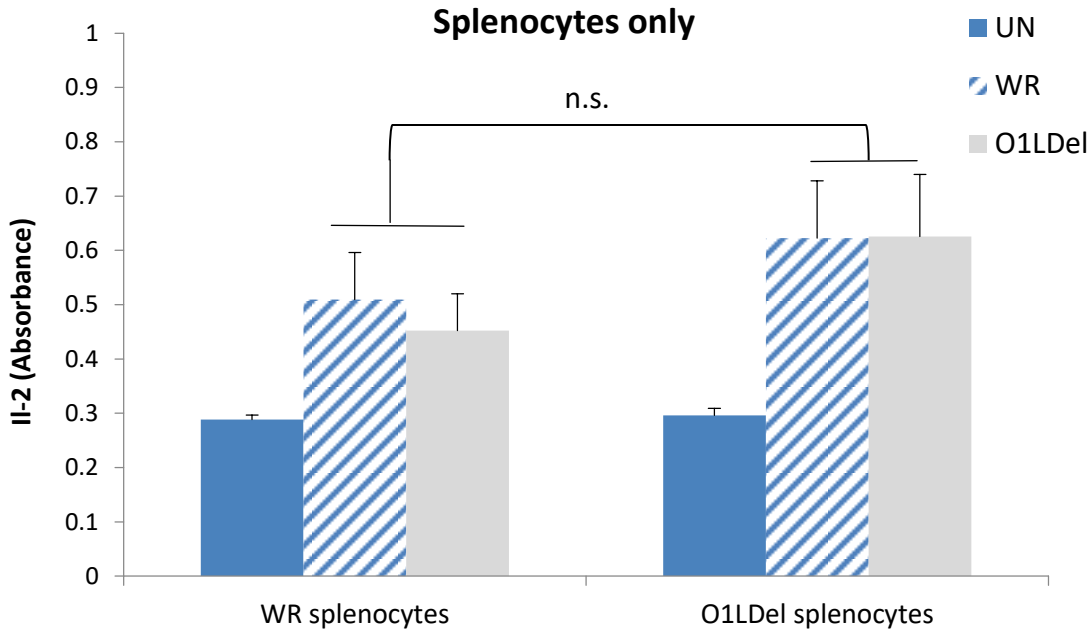 Splenocytes only
UN
WR
O1LDel
n.s.
Il-2 (Absorbance)
1
0.9
0.8
0.7
0.6
0.5
0.4
0.3
0.2
0.1
0
WR splenocytes
O1LDel splenocytes